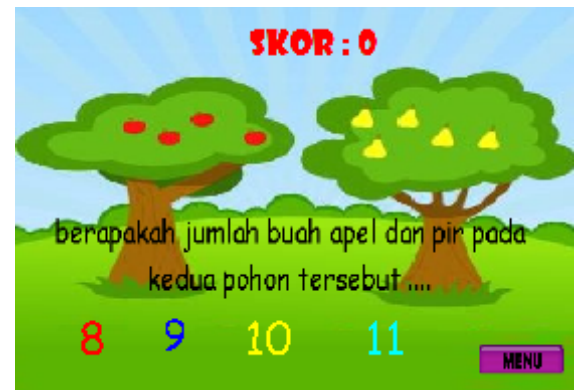 SKOR : 0
berapakah jumlah buah apel dan pir pada
kedua pohon tersebut ....
8 9 10 11
MENU